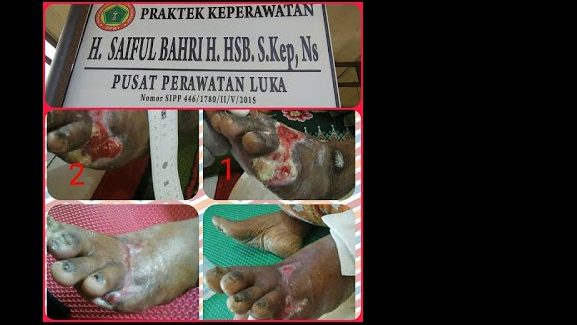 PRAKTEK KEPERAWATAN
H. SAIFUL BAHRI H. HSB. S.Kep, Ns
PUSAT PERAWATAN LUKA
Nomor SIPP 446/1780/II/V/2015
2
1